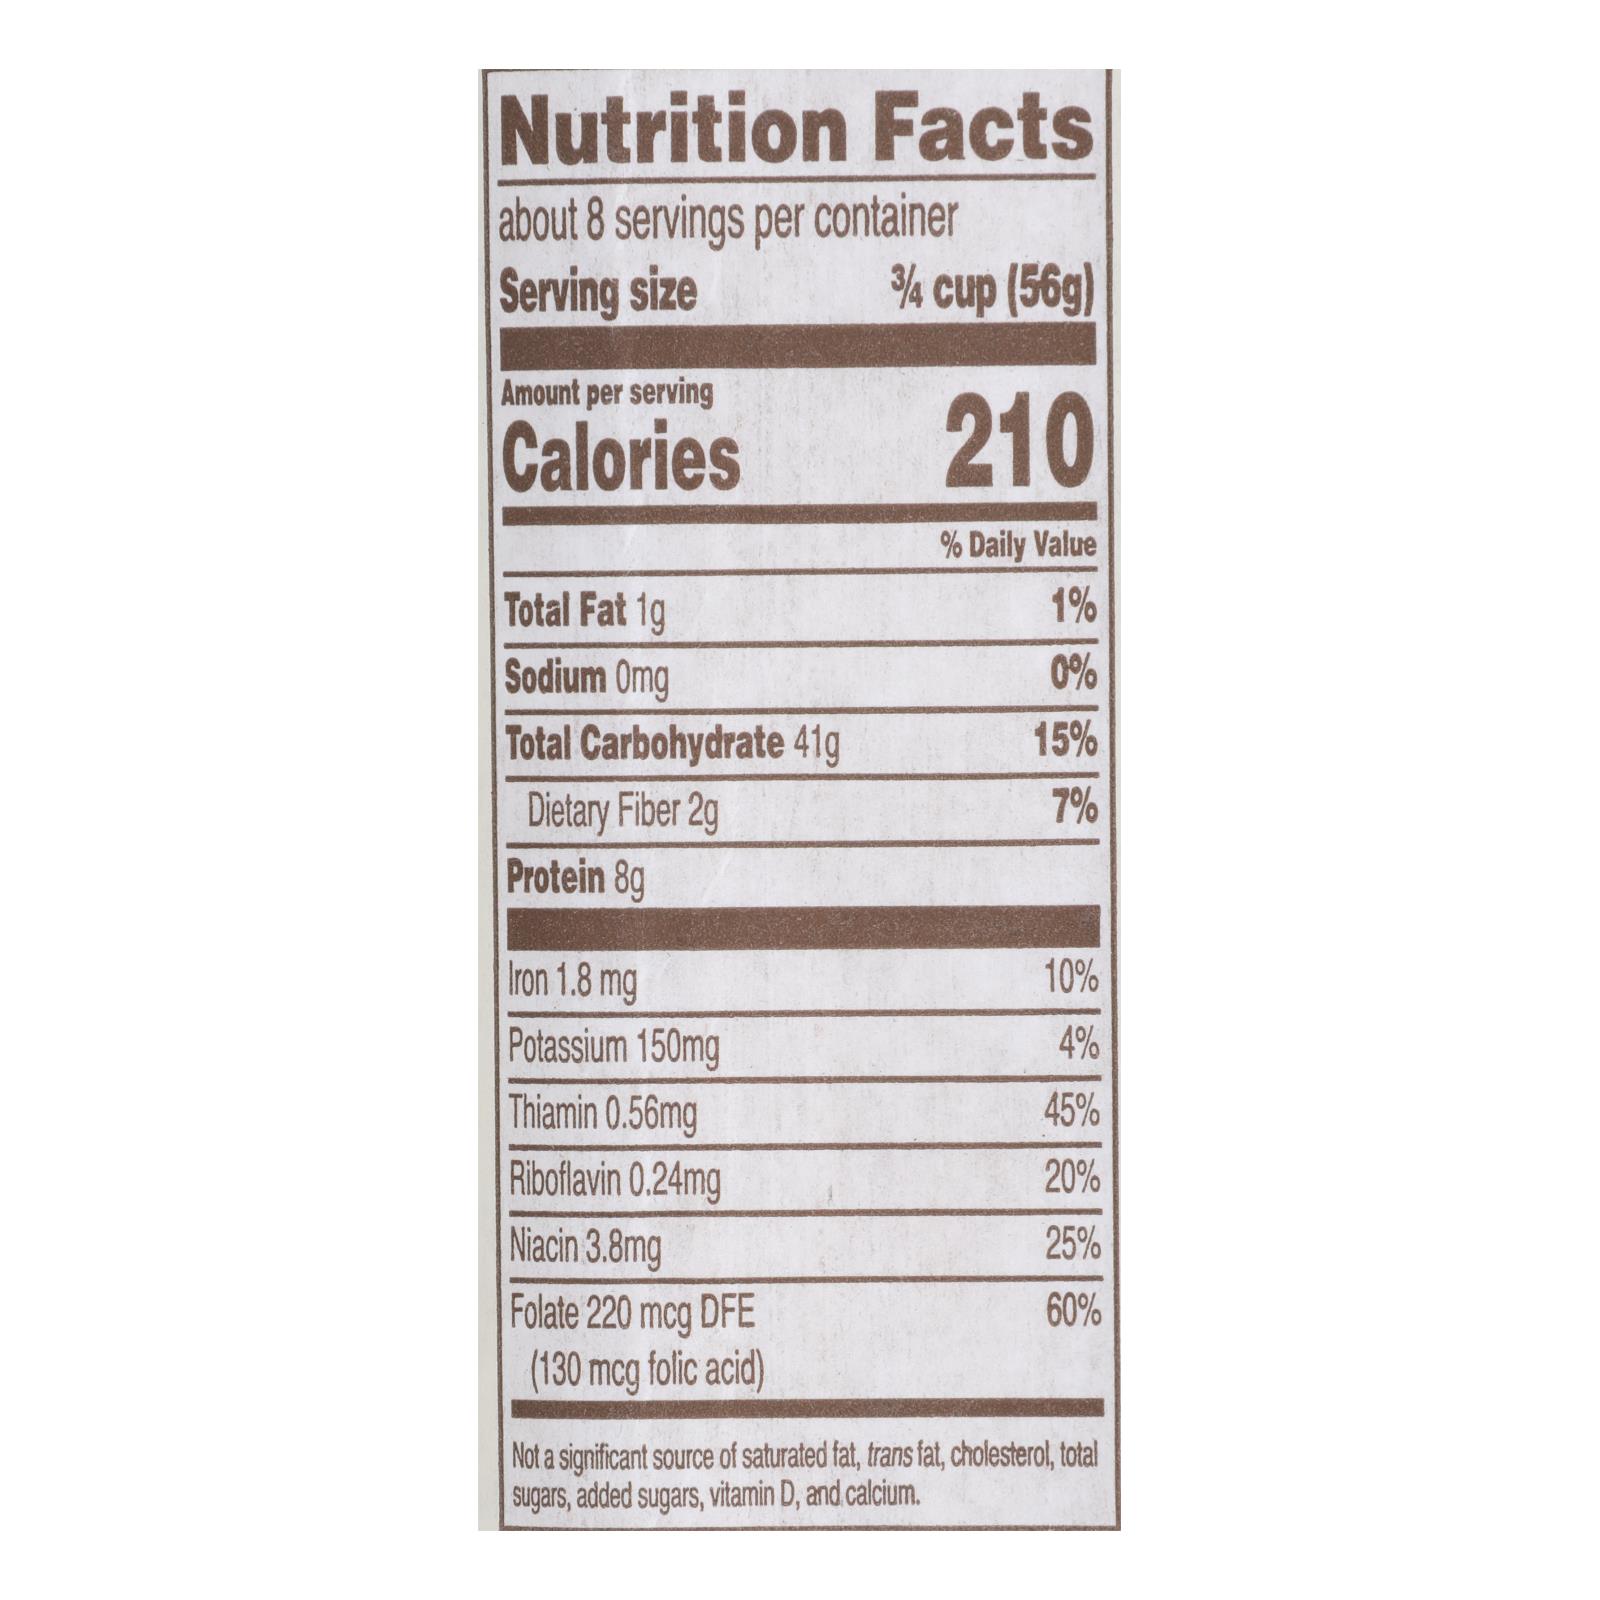 Nutrition Facts
about 8 servings per container
Serving size ¾ cup (56g)
Amount per serving
Calories 210
% Daily Value
Total Fat 1g 1%
Sodium 0mg 0%
Total Carbohydrate 41g 15%
Dietary Fiber 2g 7%
Protein 8g
Iron 1.8 mg 10%
Potassium 150mg 4%
Thiamin 0.56mg 45%
Riboflavin 0.24mg 20%
Niacin 3.8mg 25%
Folate 220 mcg DFE 60%
(130 mcg folic acid)
Not a significant source of saturated fat, trans fat, cholesterol, total
sugars, added sugars, vitamin D, and calcium.